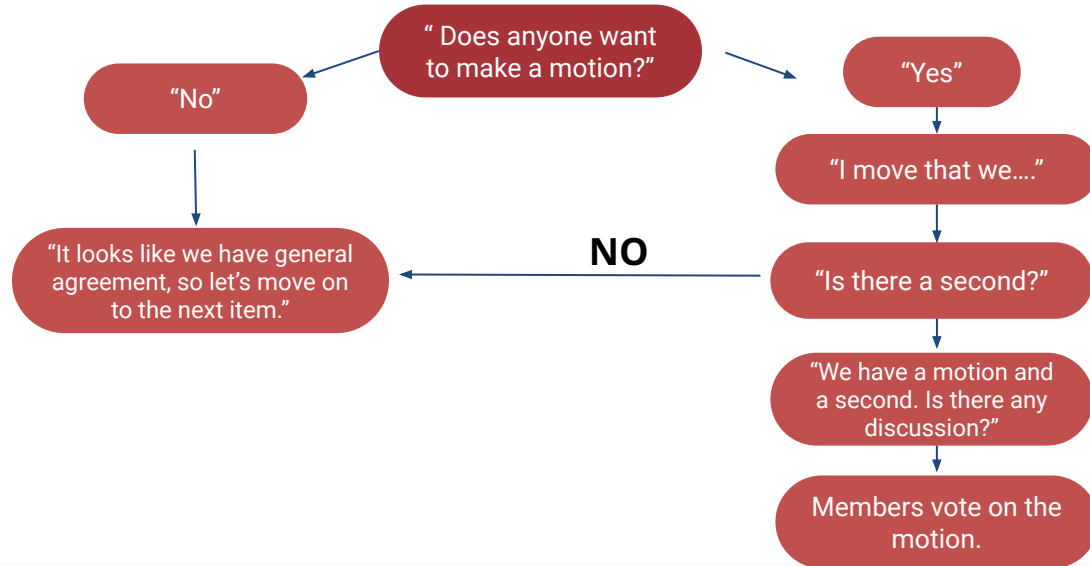 “ Does anyone want
to make a motion?”
“No”
“Yes”
“I move that we....”
“It looks like we have general
agreement, so let’s move on
to the next item.”
NO
“Is there a second?”
“We have a motion and
a second. Is there any
discussion?”
Members vote on the
motion.